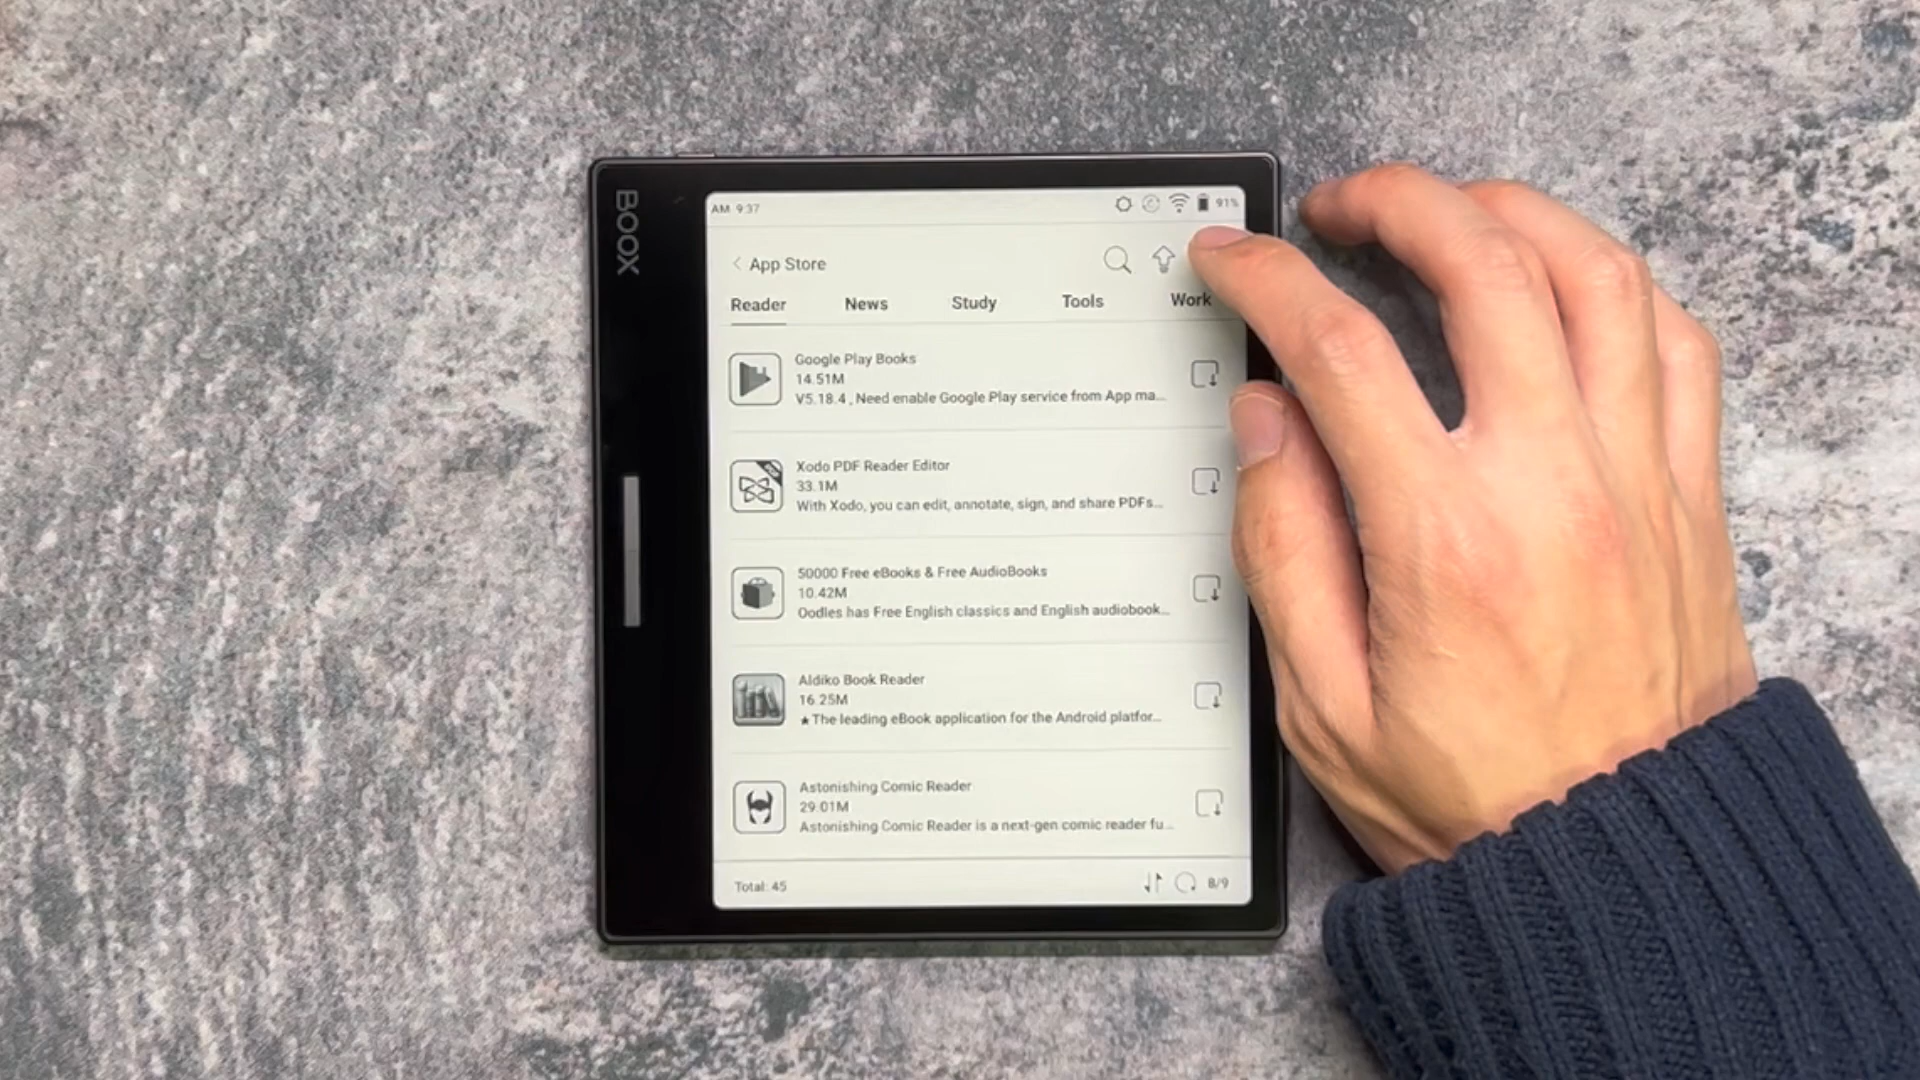 BOOX
AM 9:37
91%
App Store
Reader News Study Tools Work
Google Play Books
14.51M
V5.18.4 , Need enable Google Play service from App ma...
Xodo PDF Reader Editor
33.1M
With Xodo, you can edit, annotate, sign, and share PDFs...
50000 Free eBooks & Free AudioBooks
10.42M
Oodles has Free English classics and English audiobook...
Aldiko Book Reader
16.25M
★The leading eBook application for the Android platfor...
Astonishing Comic Reader
29.01M
Astonishing Comic Reader is a next-gen comic reader fu...
Total: 45
8/9